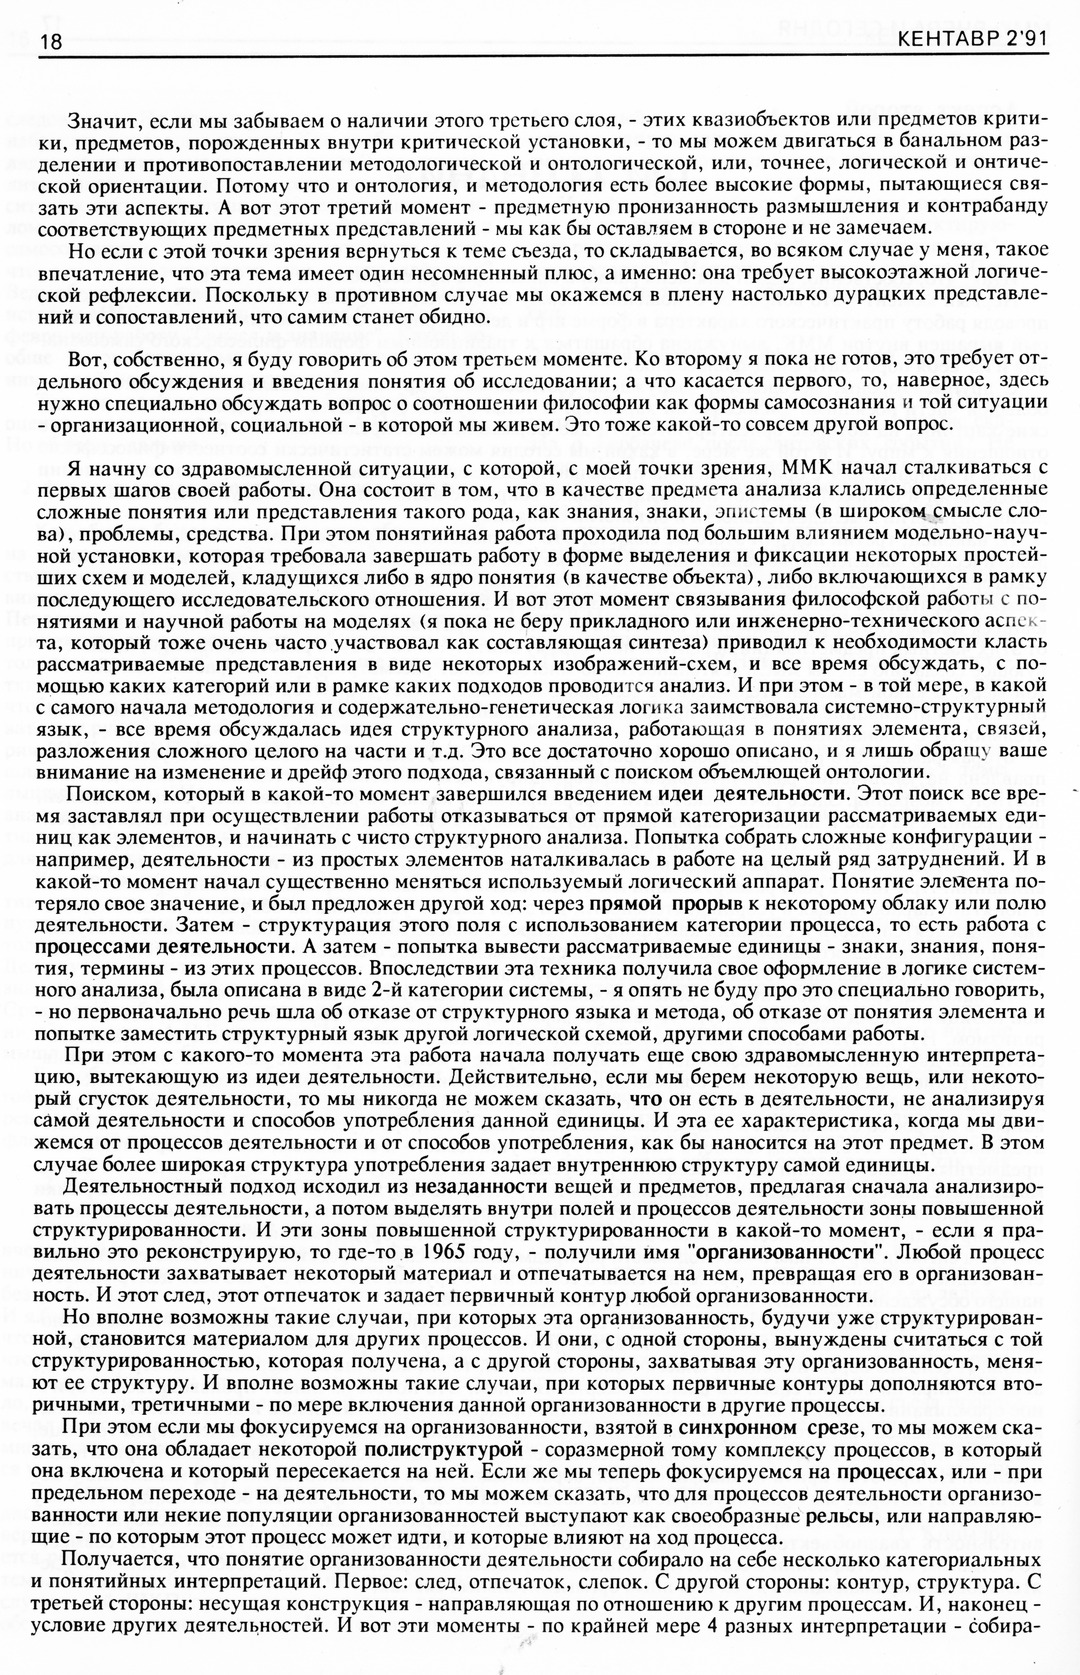 18
КЕНТАВР 2'91
Значит, если мы забываем о наличии этого третьего слоя, - этих квазиобъектов или предметов крити-
ки, предметов, порожденных внутри критической установки, - то мы можем двигаться в банальном раз-
делении и противопоставлении методологической и онтологической, или, точнее, логической и онтиче-
ской ориентации. Потому что и онтология, и методология есть более высокие формы, пытающиеся свя-
зать эти аспекты. А вот этот третий момент - предметную пронизанность размышления и контрабанду
соответствующих предметных представлений - мы как бы оставляем в стороне и не замечаем.
Но если с этой точки зрения вернуться к теме съезда, то складывается, во всяком случае у меня, такое
впечатление, что эта тема имеет один несомненный плюс, а именно: она требует высокоэтажной логиче-
ской рефлексии. Поскольку в противном случае мы окажемся в плену настолько дурацких представле-
ний и сопоставлений, что самим станет обидно.
Вот, собственно, я буду говорить об этом третьем моменте. Ко второму я пока не готов, это требует от-
дельного обсуждения и введения понятия об исследовании; а что касается первого, то, наверное, здесь
нужно специально обсуждать вопрос о соотношении философии как формы самосознания и той ситуации
- организационной, социальной - в которой мы живем. Это тоже какой-то совсем другой вопрос.
Я начну со здравомысленной ситуации, с которой, с моей точки зрения, ММК начал сталкиваться с
первых шагов своей работы. Она состоит в том, что в качестве предмета анализа клались определенные
сложные понятия или представления такого рода, как знания, знаки, эпистемы (в широком смысле сло-
ва), проблемы, средства. При этом понятийная работа проходила под большим влиянием модельно-науч-
ной установки, которая требовала завершать работу в форме выделения и фиксации некоторых простей-
ших схем и моделей, кладущихся либо в ядро понятия (в качестве объекта), либо включающихся в рамку
последующего исследовательского отношения. И вот этот момент связывания философской работы с по-
нятиями и научной работы на моделях (я пока не беру прикладного или инженерно-технического аспек-
та, который тоже очень часто участвовал как составляющая синтеза) приводил к необходимости класть
рассматриваемые представления в виде некоторых изображений-схем, и все время обсуждать, с по-
мощью каких категорий или в рамке каких подходов проводится анализ. И при этом - в той мере, в какой
с самого начала методология и содержательно-генетическая логика заимствовала системно-структурный
язык, - все время обсуждалась идея структурного анализа, работающая в понятиях элемента, связей,
разложения сложного целого на части и т.д. Это все достаточно хорошо описано, и я лишь обращу ваше
внимание на изменение и дрейф этого подхода, связанный с поиском объемлющей онтологии.
Поиском, который в какой-то момент завершился введением идеи деятельности. Этот поиск все вре-
мя заставлял при осуществлении работы отказываться от прямой категоризации рассматриваемых еди-
ниц как элементов, и начинать с чисто структурного анализа. Попытка собрать сложные конфигурации -
например, деятельности - из простых элементов наталкивалась в работе на целый ряд затруднений. И в
какой-то момент начал существенно меняться используемый логический аппарат. Понятие элемента по-
теряло свое значение, и был предложен другой ход: через прямой прорыв к некоторому облаку или полю
деятельности. Затем - структурация этого поля с использованием категории процесса, то есть работа с
процессами деятельности. А затем - попытка вывести рассматриваемые единицы - знаки, знания, поня-
тия, термины - из этих процессов. Впоследствии эта техника получила свое оформление в логике систем-
ного анализа, была описана в виде 2-й категории системы, - я опять не буду про это специально говорить,
- но первоначально речь шла об отказе от структурного языка и метода, об отказе от понятия элемента и
попытке заместить структурный язык другой логической схемой, другими способами работы.
При этом с какого-то момента эта работа начала получать еще свою здравомысленную интерпрета-
цию, вытекающую из идеи деятельности. Действительно, если мы берем некоторую вещь, или некото-
рый сгусток деятельности, то мы никогда не можем сказать, что он есть в деятельности, не анализируя
самой деятельности и способов употребления данной единицы. И эта ее характеристика, когда мы дви-
жемся от процессов деятельности и от способов употребления, как бы наносится на этот предмет. В этом
случае более широкая структура употребления задает внутреннюю структуру самой единицы.
Деятельностный подход исходил из незаданности вещей и предметов, предлагая сначала анализиро-
вать процессы деятельности, а потом выделять внутри полей и процессов деятельности зоны повышенной
структурированности. И эти зоны повышенной структурированности в какой-то момент, - если я пра-
вильно это реконструирую, то где-то в 1965 году, - получили имя "организованности". Любой процесс
деятельности захватывает некоторый материал и отпечатывается на нем, превращая его в организован-
ность. И этот след, этот отпечаток и задает первичный контур любой организованности.
Но вполне возможны такие случаи, при которых эта организованность, будучи уже структурирован-
ной, становится материалом для других процессов. И они, с одной стороны, вынуждены считаться с той
структурированностью, которая получена, а с другой стороны, захватывая эту организованность, меня-
ют ее структуру. И вполне возможны такие случаи, при которых первичные контуры дополняются вто-
ричными, третичными - по мере включения данной организованности в другие процессы.
При этом если мы фокусируемся на организованности, взятой в синхронном срезе, то мы можем ска-
зать, что она обладает некоторой полиструктурой - соразмерной тому комплексу процессов, в который
она включена и который пересекается на ней. Если же мы теперь фокусируемся на процессах, или - при
предельном переходе - на деятельности, то мы можем сказать, что для процессов деятельности организо-
ванности или некие популяции организованностей выступают как своеобразные рельсы, или направляю-
щие - по которым этот процесс может идти, и которые влияют на ход процесса.
Получается, что понятие организованности деятельности собирало на себе несколько категориальных
и понятийных интерпретаций. Первое: след, отпечаток, слепок. С другой стороны: контур, структура. С
третьей стороны: несущая конструкция - направляющая по отношению к другим процессам. И, наконец -
условие других деятельностей. И вот эти моменты - по крайней мере 4 разных интерпретации - собира-